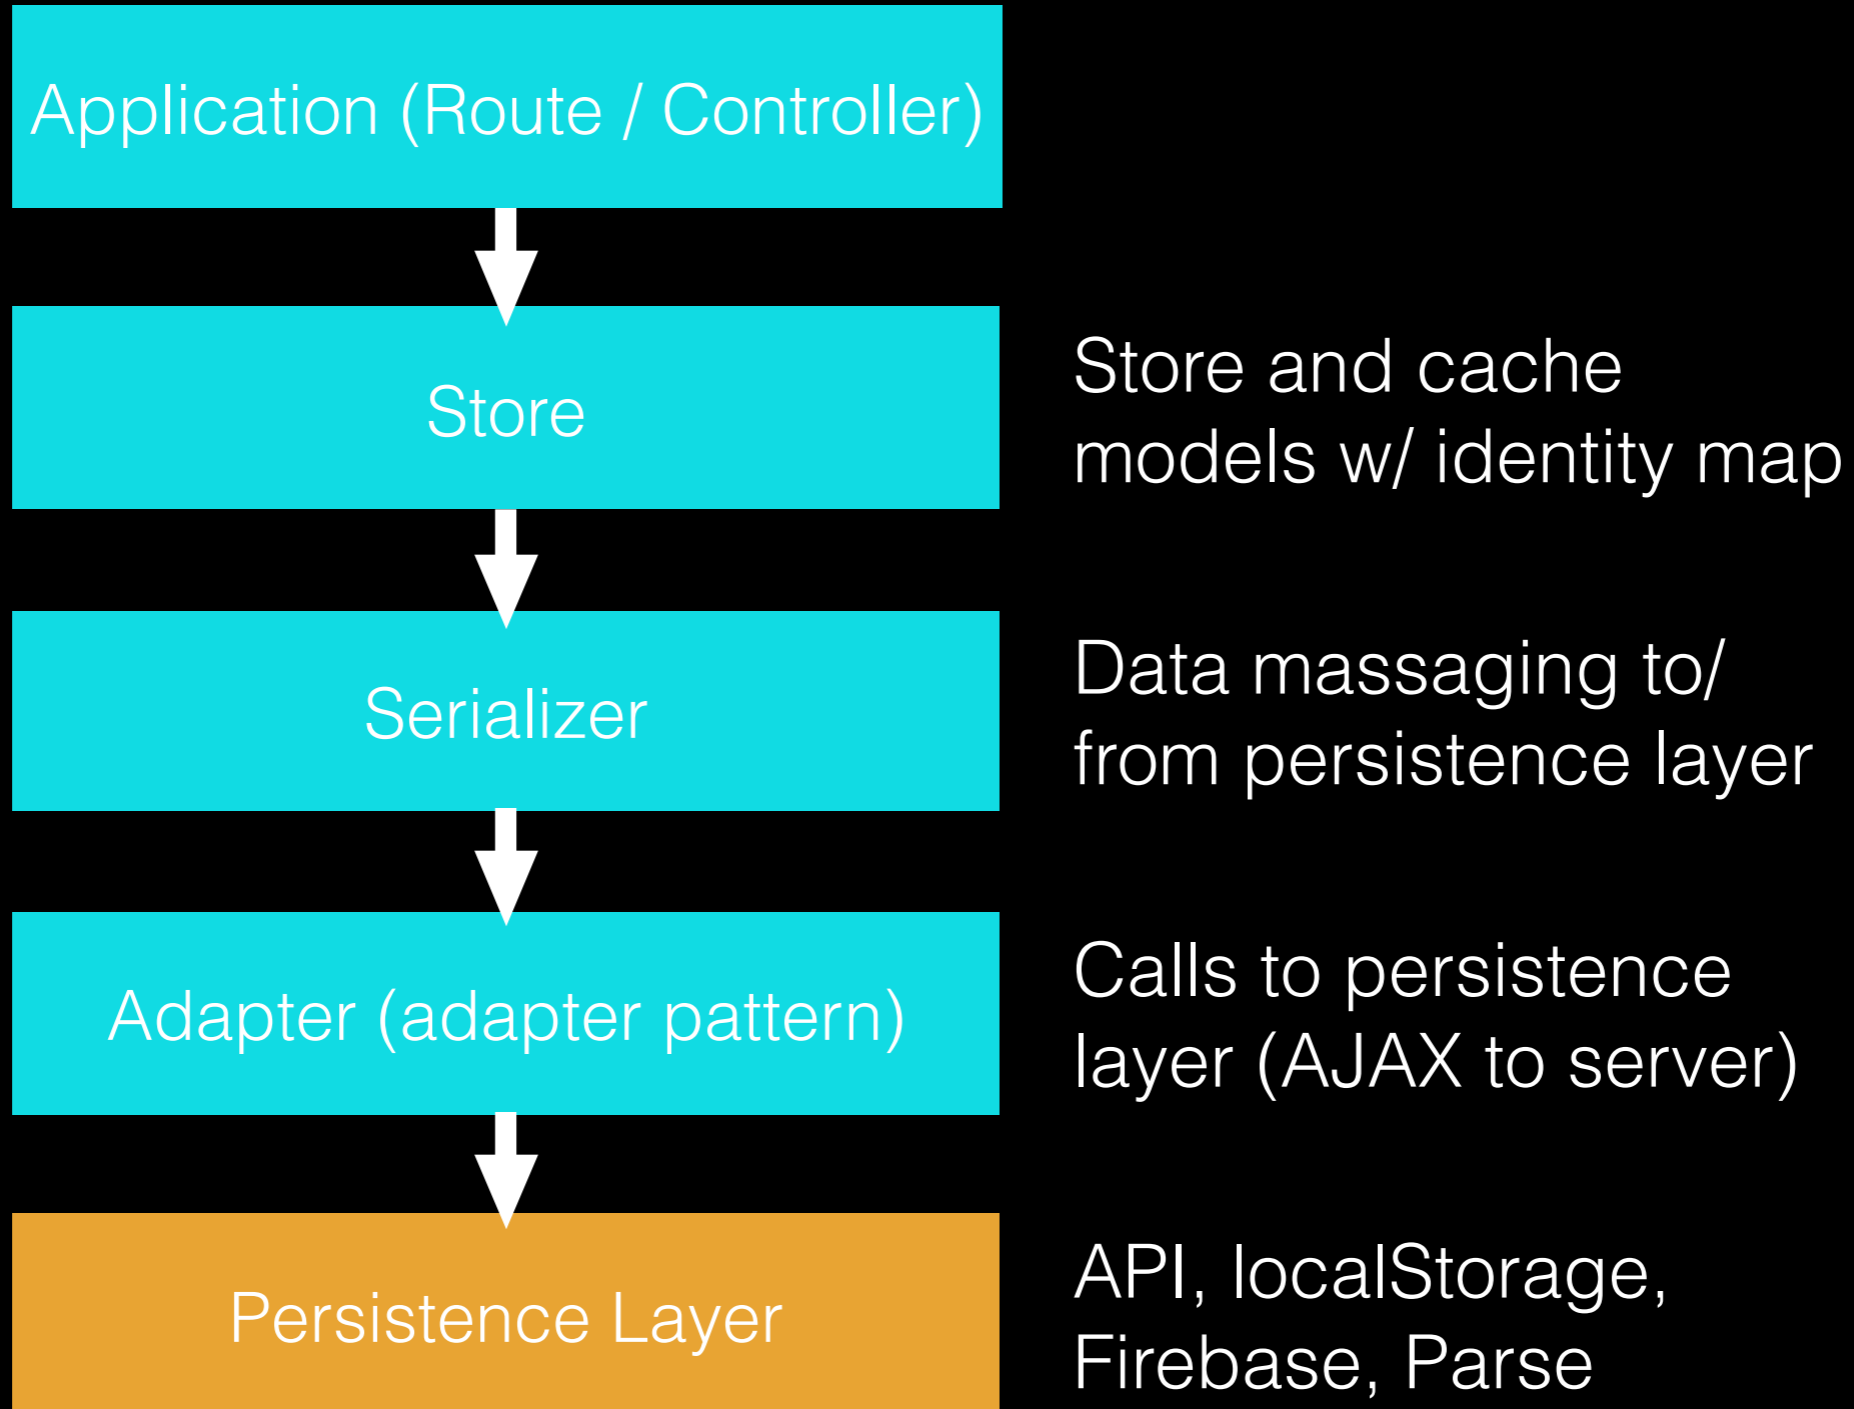 Application (Route / Controller)
Store
Store and cache
models w/ identity map
Serializer
Data massaging to/
from persistence layer
Adapter (adapter pattern)
Calls to persistence
layer (AJAX to server)
Persistence Layer
API, localStorage,
Firebase, Parse